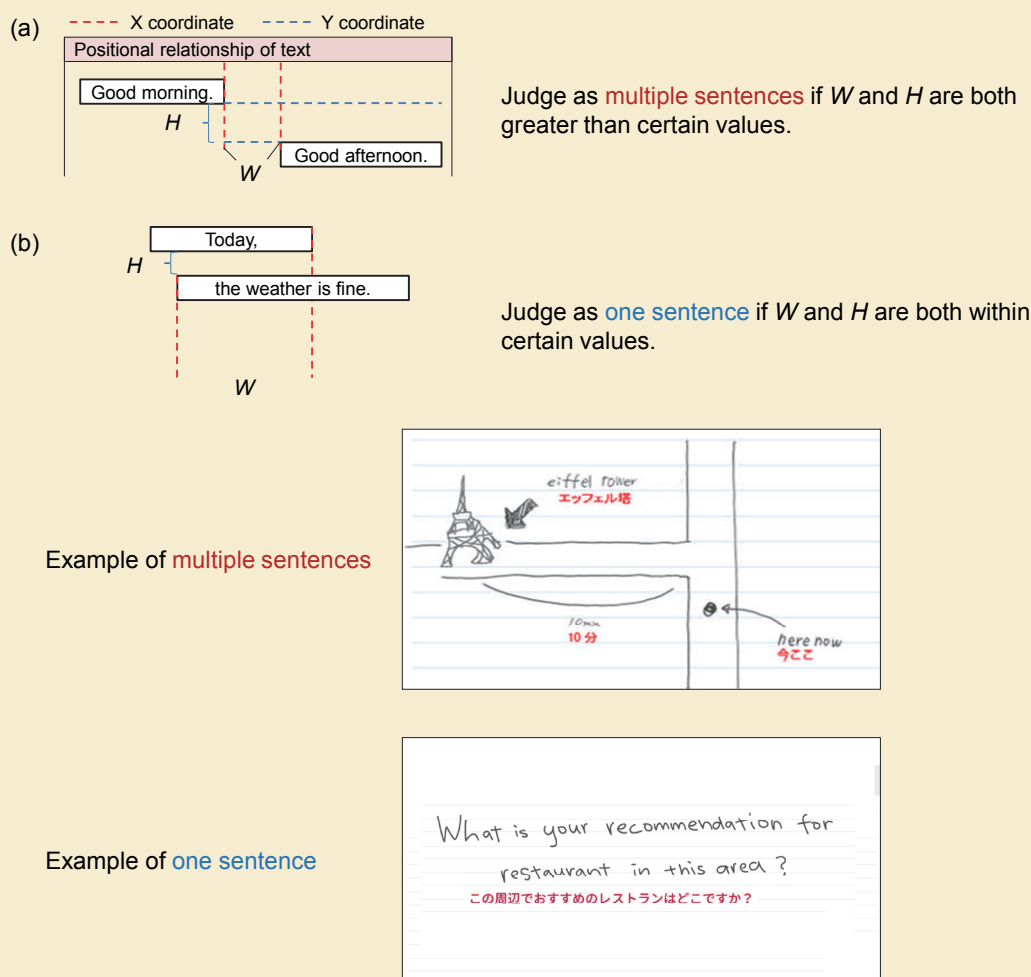 (a)
X coordinate
Y coordinate
Positional relationship of text
Good morning.
H
W
Good afternoon.
Judge as multiple sentences if W and H are both
greater than certain values.
(b)
Today,
H
the weather is fine.
W
Judge as one sentence if W and H are both within
certain values.
Example of multiple sentences
eiffel tower
エッフェル塔
10min
10分
here now
今ここ
Example of one sentence
What is your recommendation for
restaurant in this area?
この周辺でおすすめのレストランはどこですか？